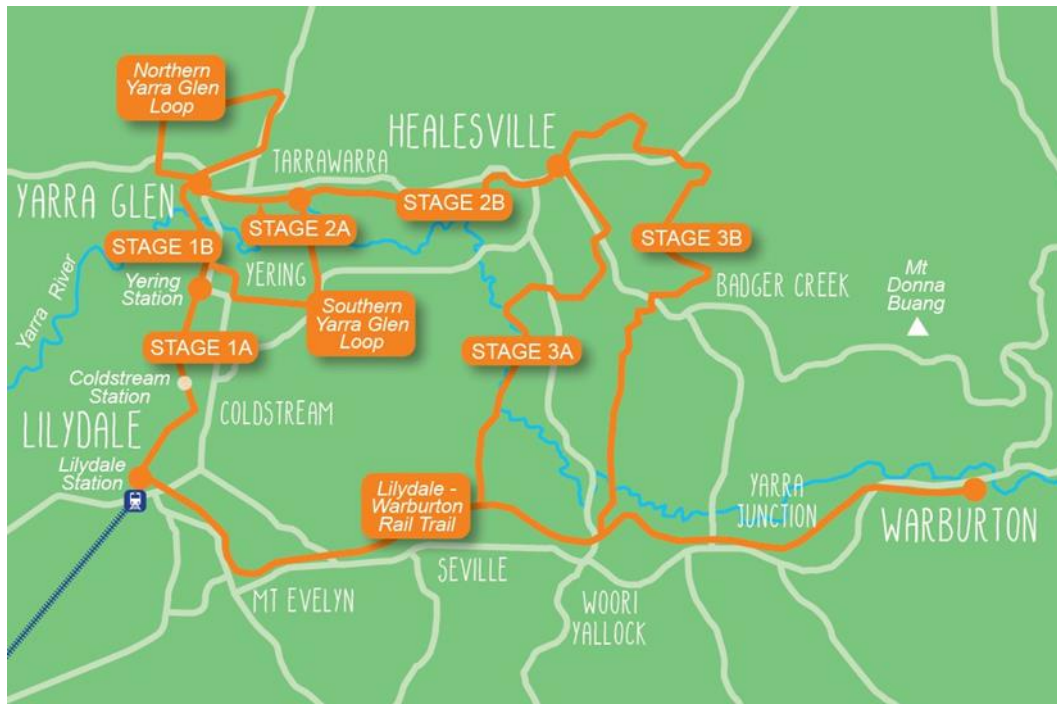 Northern
Yarra Glen
Loop
HEALESVILLE
TARRAWARRA
YARRA GLEN
STAGE 2B
STAGE 2A
STAGE 1B
STAGE 3B
YERING
Yering
Station
Yarra River
BADGER CREEK
Mt
Donna
Buang
Southern
Yarra Glen
Loop
STAGE 1A
STAGE 3A
Coldstream
Station
COLDSTREAM
LILYDALE
Lilydale
Station
Lilydale -
Warburton
Rail Trail
YARRA
JUNCTION
WARBURTON
SEVILLE
MT EVELYN
WOORI
YALLOCK